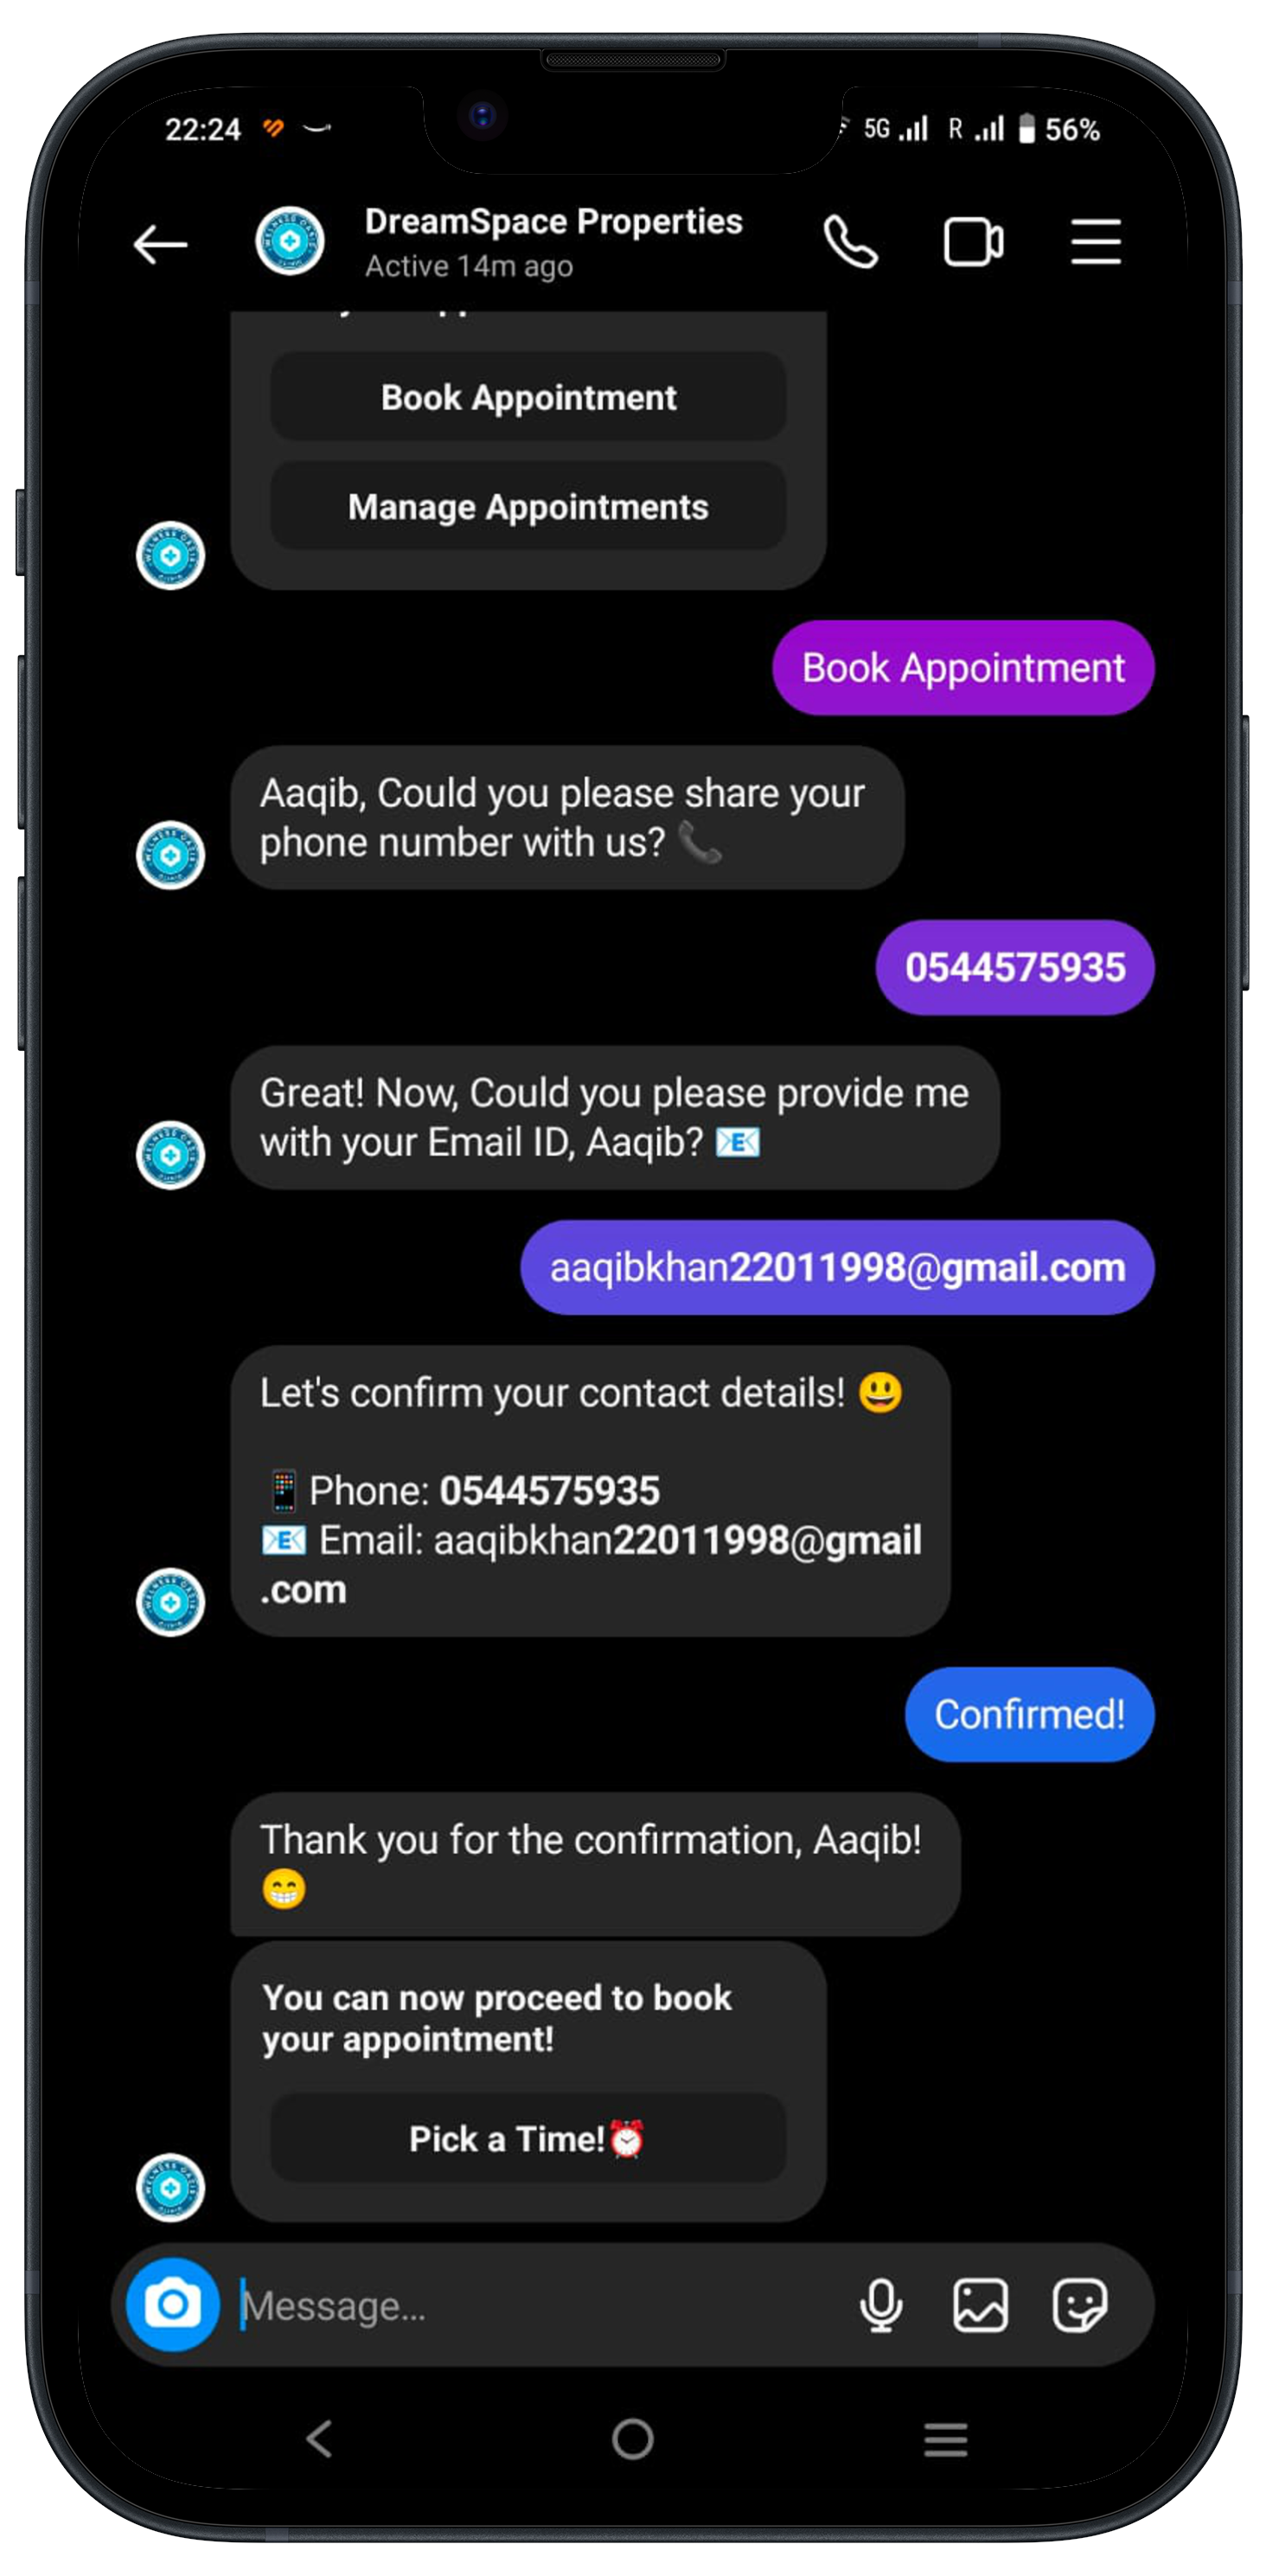 22:24
5G
R
56%
DreamSpace Properties
Active 14m ago
Book Appointment
Manage Appointments
Book Appointment
Aaqib, Could you please share your
phone number with us? 📞
0544575935
Great! Now, Could you please provide me
with your Email ID, Aaqib? 📧
aaqibkhan22011998@gmail.com
Let's confirm your contact details! 😃
📱 Phone: 0544575935
📧 Email: aaqibkhan22011998@gmail
.com
Confirmed!
Thank you for the confirmation, Aaqib!
😁
You can now proceed to book
your appointment!
Pick a Time!⏰
Message...